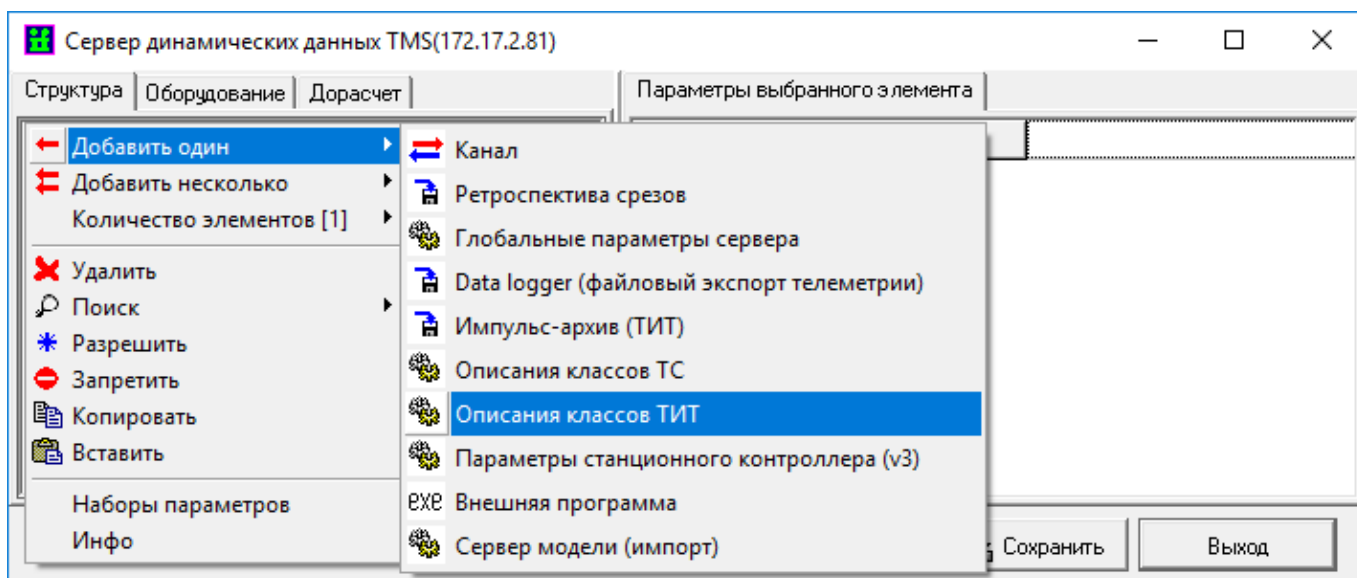 Сервер динамических данных TMS(172.17.2.81)
Структура
Оборудование
Дорасчет
Параметры выбранного элемента
Добавить один
Добавить несколько
Количество элементов [1]
Удалить
Поиск
Разрешить
Запретить
Копировать
Вставить
Наборы параметров
Инфо
Канал
Ретроспектива срезов
Глобальные параметры сервера
Data logger (файловый экспорт телеметрии)
Импульс-архив (ТИТ)
Описания классов ТС
Описания классов ТИТ
Параметры станционного контроллера (v3)
exe Внешняя программа
Сервер модели (импорт)
Сохранить
Выход